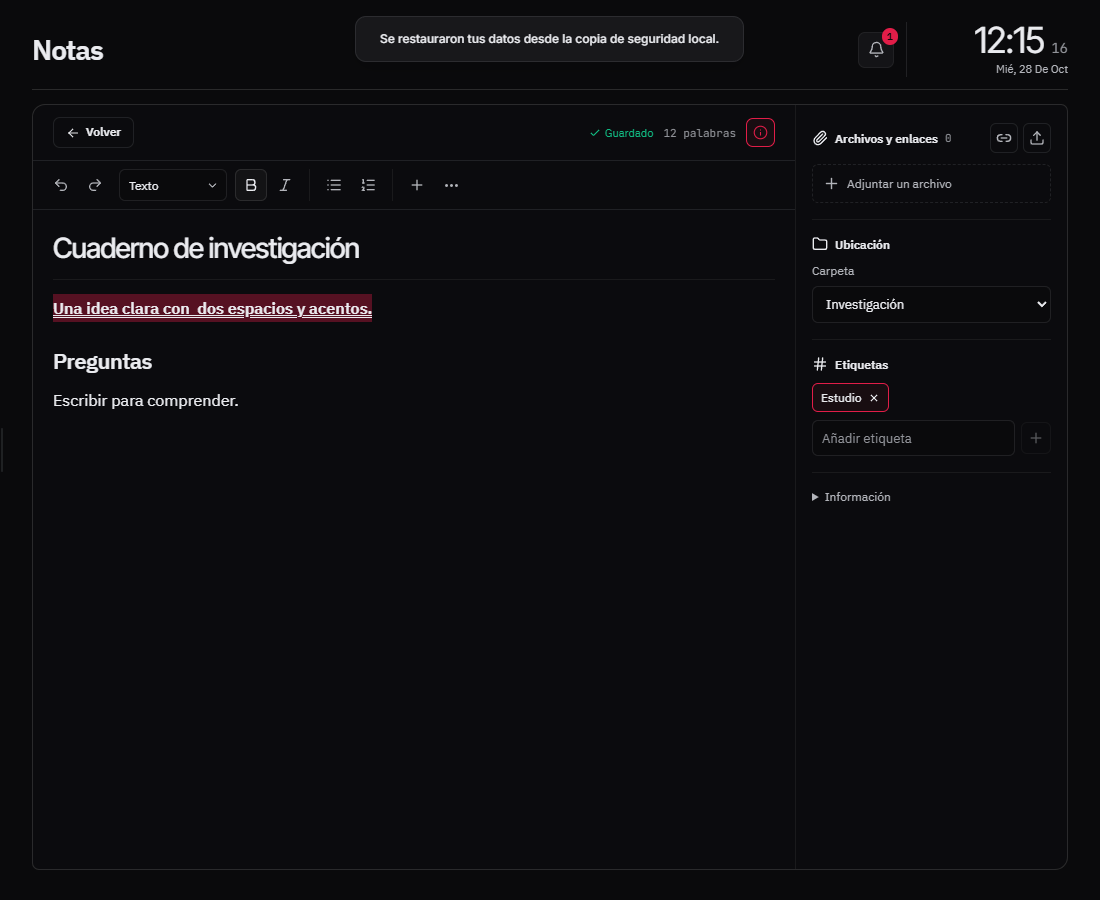 Notas
Se restauraron tus datos desde la copia de seguridad local.
1
12:15 16
Mié, 28 De Oct
Volver
Guardado 12 palabras
Texto
B I
Cuaderno de investigación
Una idea clara con  dos espacios y acentos.
Preguntas
Escribir para comprender.
Archivos y enlaces 0
Adjuntar un archivo
Ubicación
Carpeta
Investigación
Etiquetas
Estudio ×
Añadir etiqueta
Información